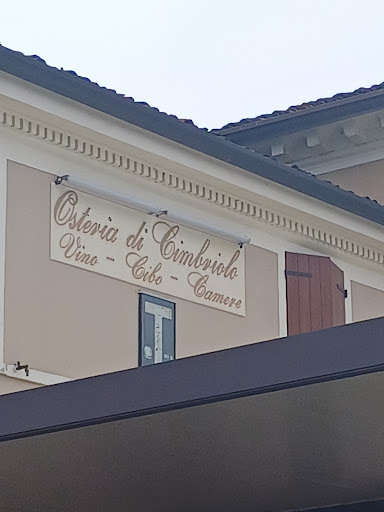 Osteria di Cimbriolo
Vino - Cibo - Camere
T